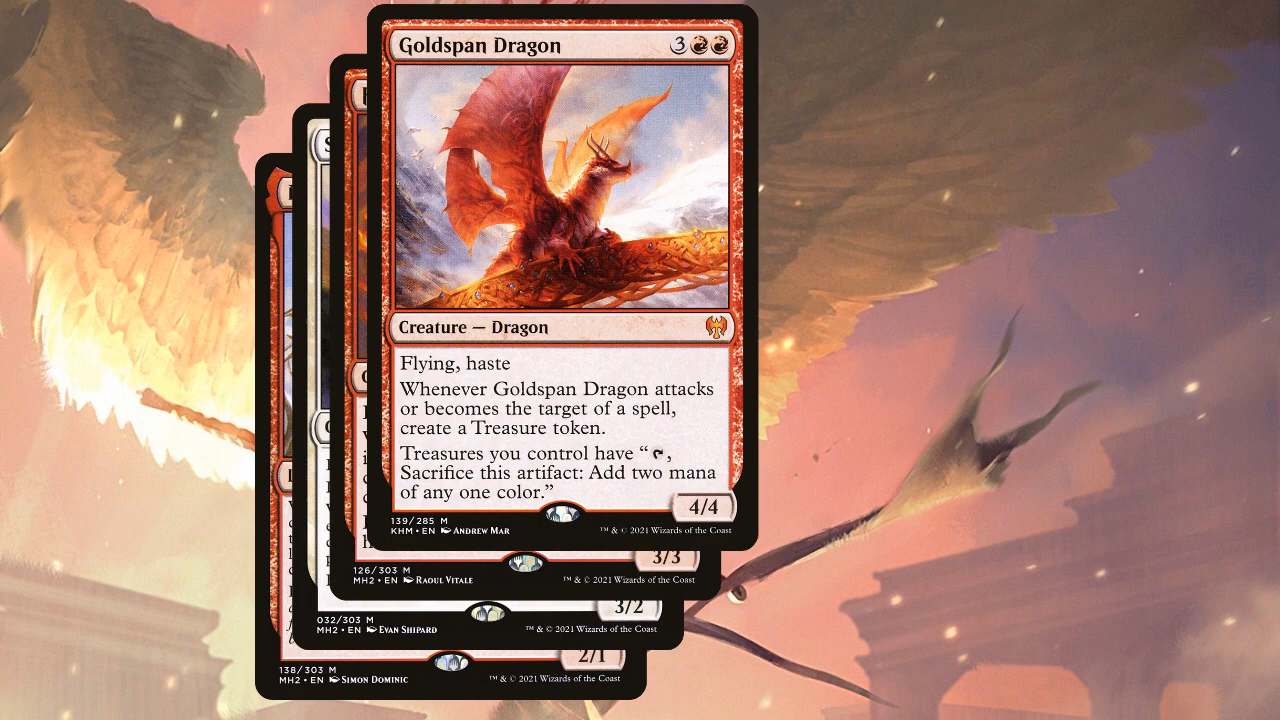 Goldspan Dragon
3
Creature — Dragon
Flying, haste
Whenever Goldspan Dragon attacks
or becomes the target of a spell,
create a Treasure token.
Treasures you control have “ ,
Sacrifice this artifact: Add two mana
of any one color.”
4/4
139/285 M
KHM • EN Andrew Mar
™ & © 2021 Wizards of the Coast
3/3
126/303 M
MH2 • EN Raoul Vitale
™ & © 2021 Wizards of the Coast
3/2
032/303 M
MH2 • EN Evan Shipard
™ & © 2021 Wizards of the Coast
2/1
138/303 M
MH2 • EN Simon Dominic
™ & © 2021 Wizards of the Coast